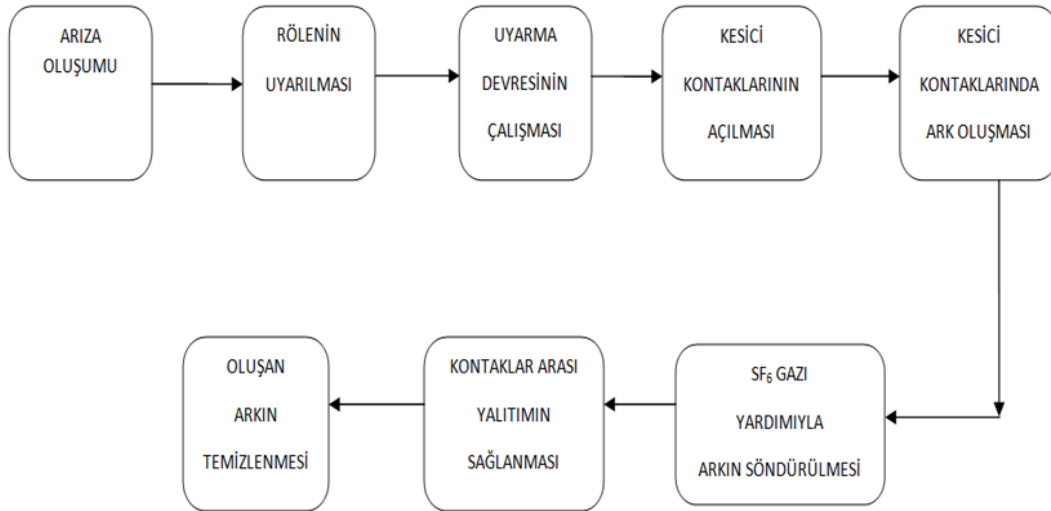 ARIZA
OLUŞUMU
RÖLENİN
UYARILMASI
UYARMA
DEVRESİNİN
ÇALIŞMASI
KESİCİ
KONTAKLARININ
AÇILMASI
KESİCİ
KONTAKLARINDA
ARK OLUŞMASI
SF₆ GAZI
YARDIMIYLA
ARKIN SÖNDÜRÜLMESİ
KONTAKLAR ARASI
YALITIMIN
SAĞLANMASI
OLUŞAN
ARKIN
TEMİZLENMESİ